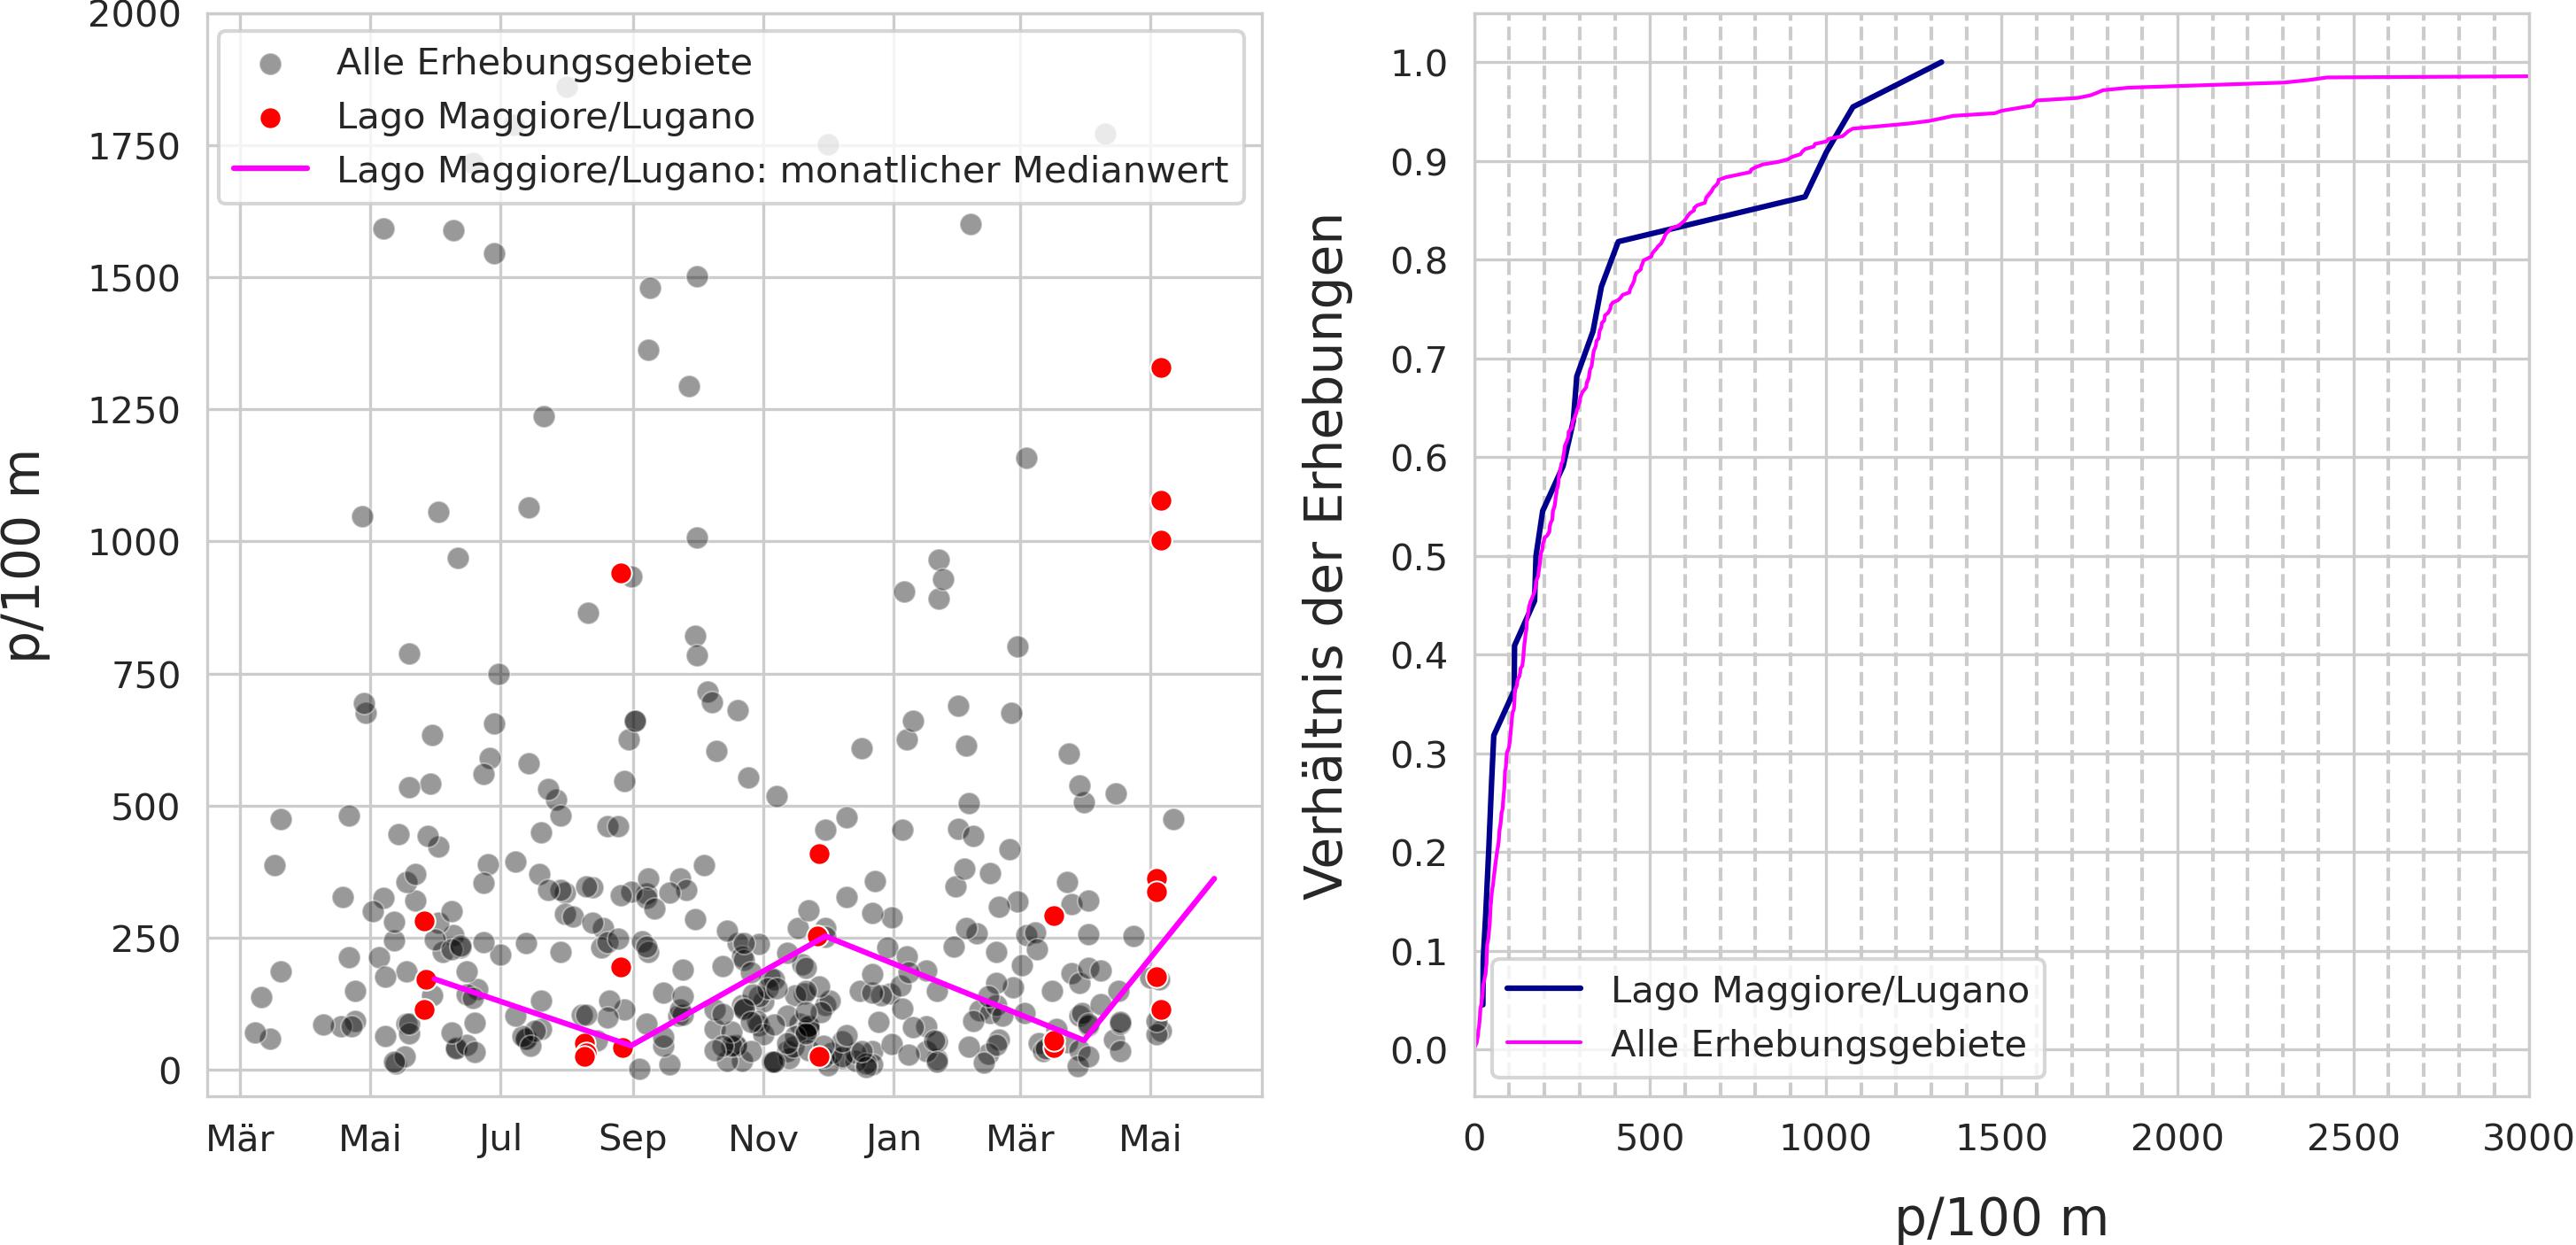 2000
1750
1500
1250
1000
750
500
250
0
p/100 m
Alle Erhebungsgebiete
Lago Maggiore/Lugano
Lago Maggiore/Lugano: monatlicher Medianwert
Mär
Mai
Jul
Sep
Nov
Jan
Mär
Mai
1.0
0.9
0.8
0.7
0.6
0.5
0.4
0.3
0.2
0.1
0.0
Verhältnis der Erhebungen
Lago Maggiore/Lugano
Alle Erhebungsgebiete
0
500
1000
1500
2000
2500
3000
p/100 m